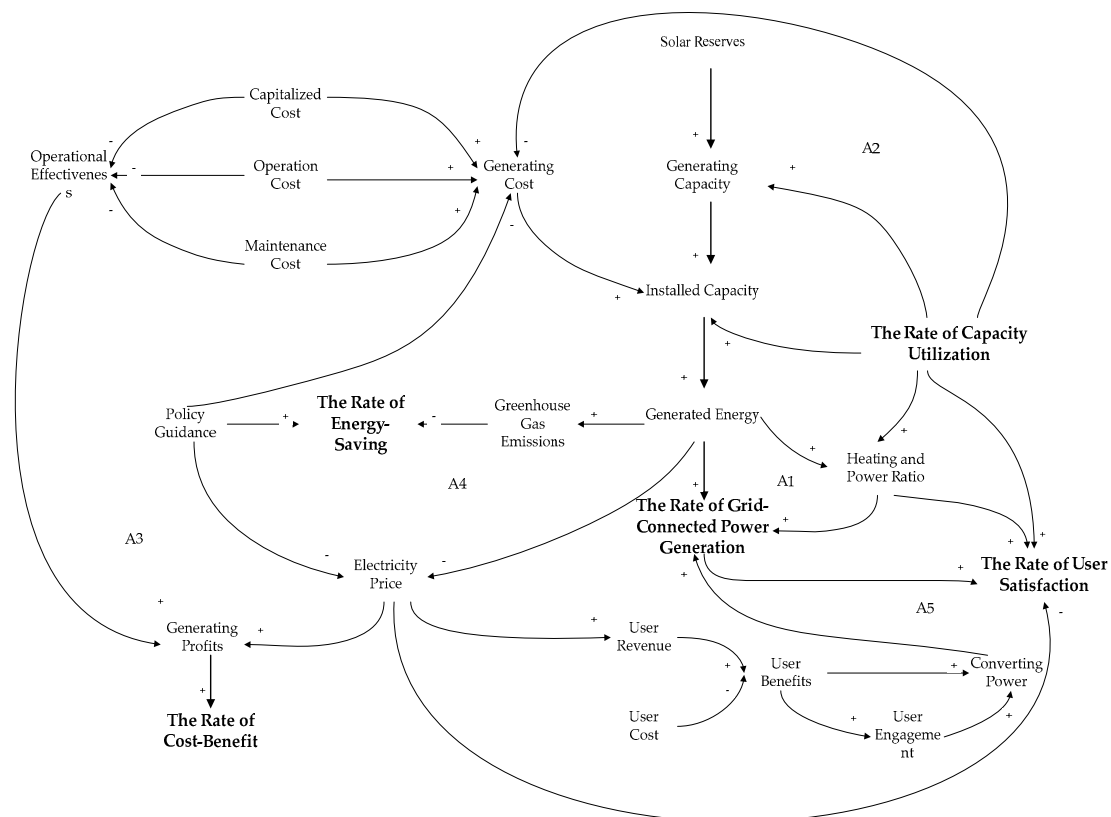 Solar Reserves
Capitalized
Cost
+
-
-
+
Operational
Effectivenes
s
-
Operation
Cost
+
Generating
Cost
Generating
Capacity
+
A2
-
+
-
Maintenance
Cost
+
+
Installed Capacity
The Rate of Capacity
Utilization
+
+
Policy
Guidance
+
The Rate of
Energy-
Saving
-
Greenhouse
Gas
Emissions
+
Generated Energy
+
+
Heating and
Power Ratio
A4
+
A1
The Rate of Grid-
Connected Power
Generation
+
+
+
A3
-
Electricity
Price
-
+
+
The Rate of User
Satisfaction
+
Generating
Profits
+
+
User
Revenue
A5
-
+
-
User
Benefits
+
Converting
Power
+
The Rate of
Cost-Benefit
User
Cost
+
User
Engageme
nt
+